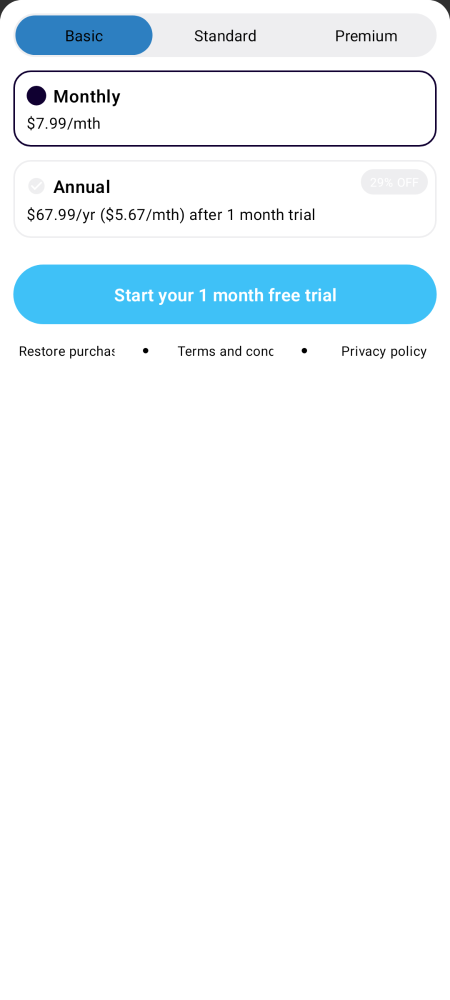 Basic Standard Premium
Monthly
$7.99/mth
Annual
29% OFF
$67.99/yr ($5.67/mth) after 1 month trial
Start your 1 month free trial
Restore purchas • Terms and conc • Privacy policy